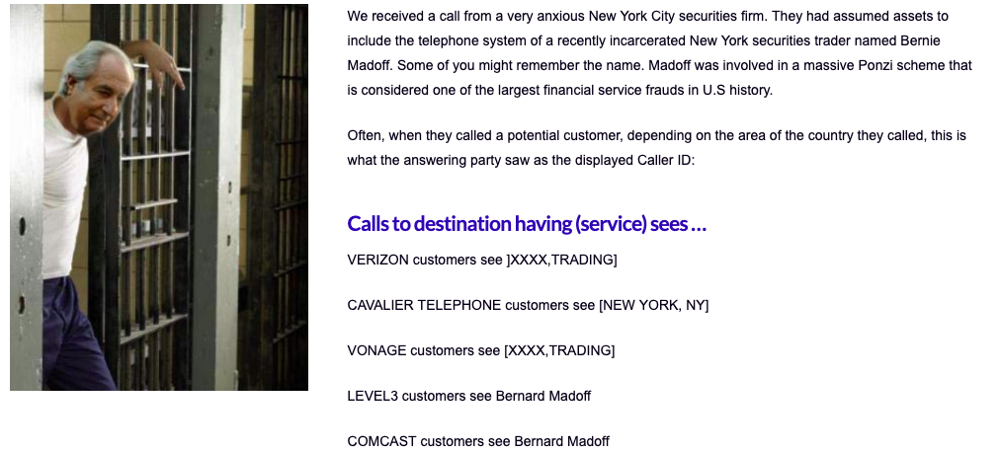 We received a call from a very anxious New York City securities firm. They had assumed assets to
include the telephone system of a recently incarcerated New York securities trader named Bernie
Madoff. Some of you might remember the name. Madoff was involved in a massive Ponzi scheme that
is considered one of the largest financial service frauds in U.S history.
Often, when they called a potential customer, depending on the area of the country they called, this is
what the answering party saw as the displayed Caller ID:
Calls to destination having (service) sees …
VERIZON customers see ]XXXX,TRADING]
CAVALIER TELEPHONE customers see [NEW YORK, NY]
VONAGE customers see [XXXX,TRADING]
LEVEL3 customers see Bernard Madoff
COMCAST customers see Bernard Madoff